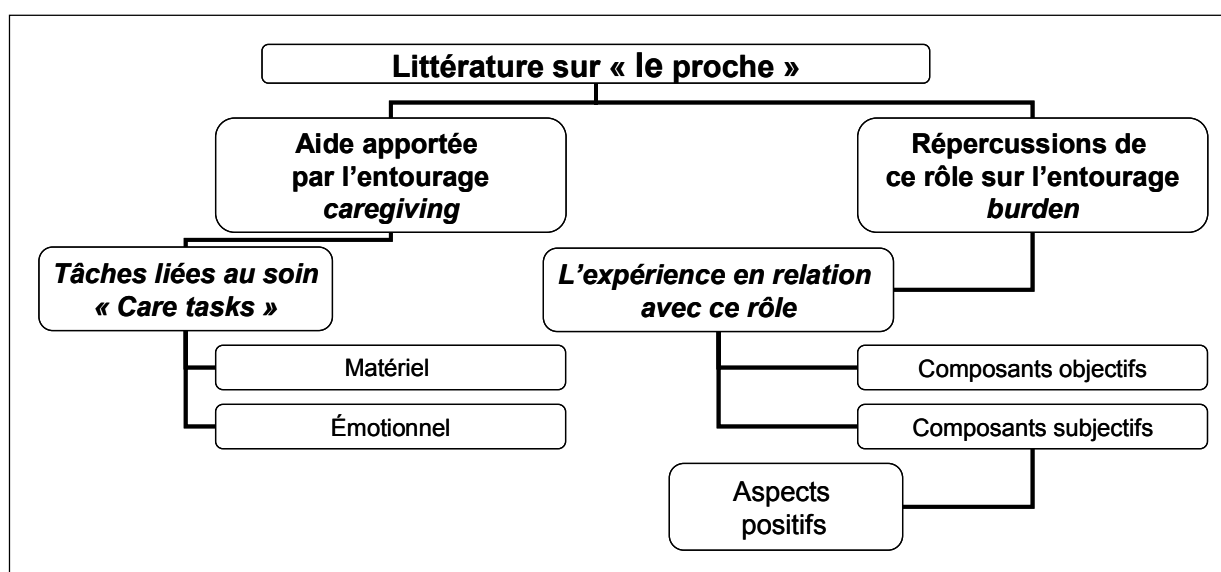 Littérature sur « le proche »
Aide apportée
par l’entourage
caregiving
Répercussions de
ce rôle sur l’entourage
burden
Tâches liées au soin
« Care tasks »
L’expérience en relation
avec ce rôle
Matériel
Émotionnel
Composants objectifs
Composants subjectifs
Aspects
positifs